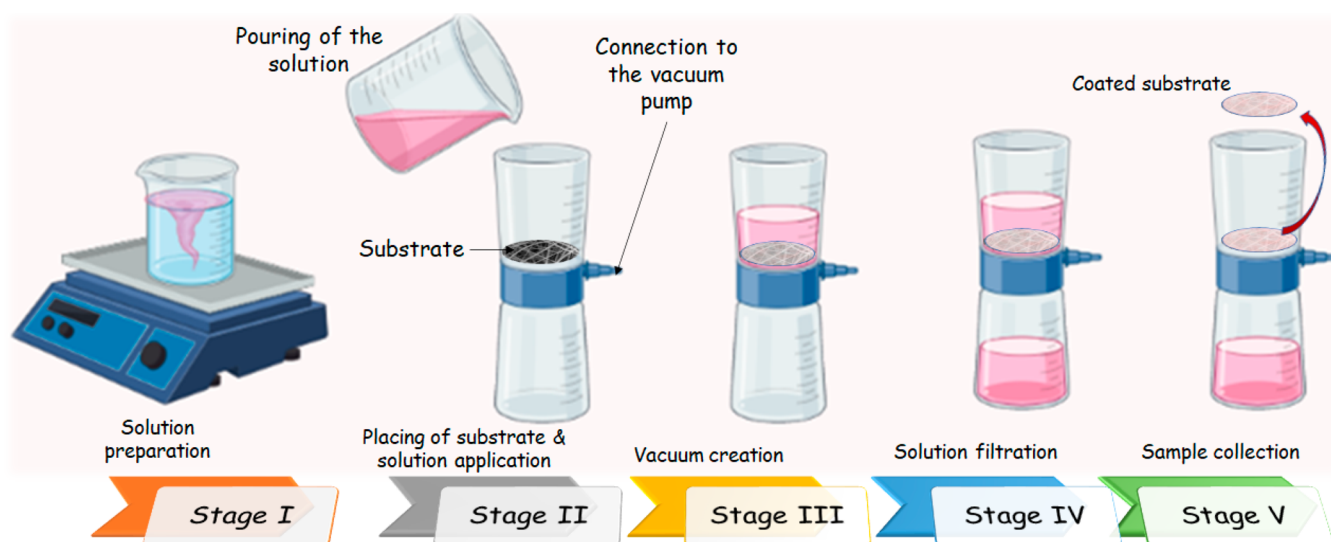 Pouring of the
solution
Connection to
the vacuum
pump
Coated substrate
Substrate
Solution
preparation
Placing of substrate &
solution application
Vacuum creation
Solution filtration
Sample collection
Stage I
Stage II
Stage III
Stage IV
Stage V